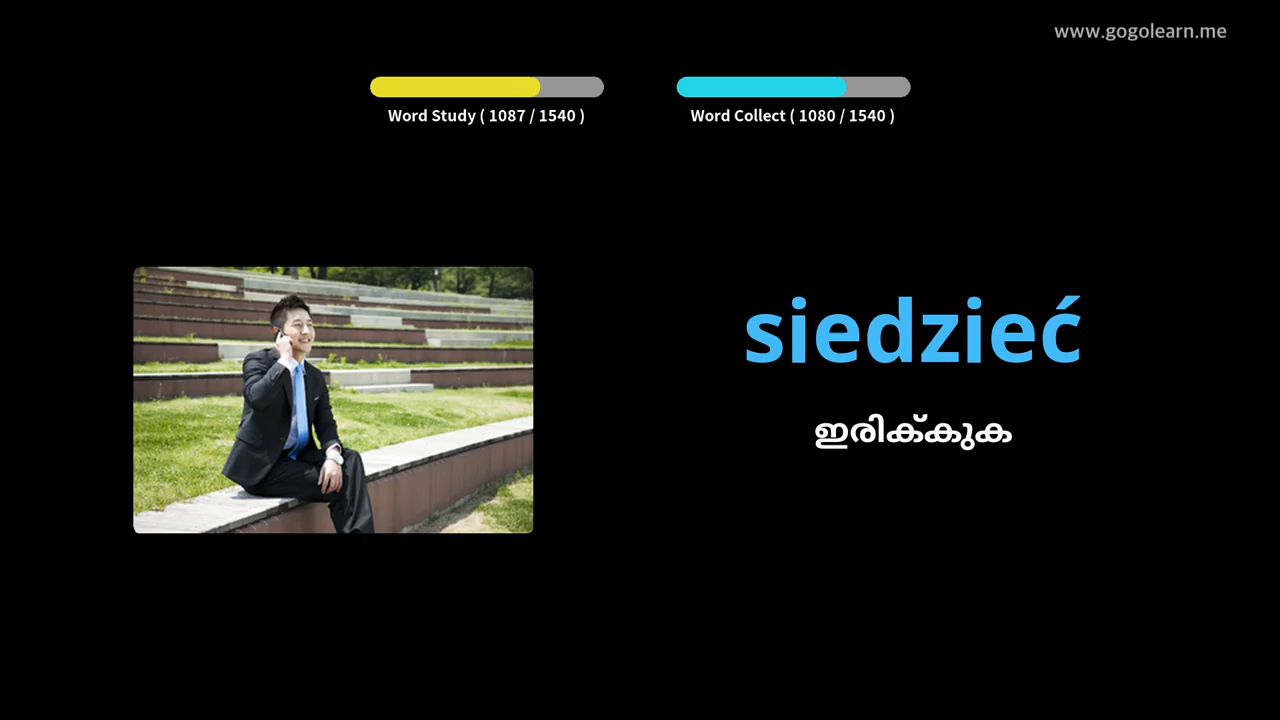 www.gogolearn.me
Word Study ( 1087 / 1540 )
Word Collect ( 1080 / 1540 )
siedzieć
ഇരിക്കുക